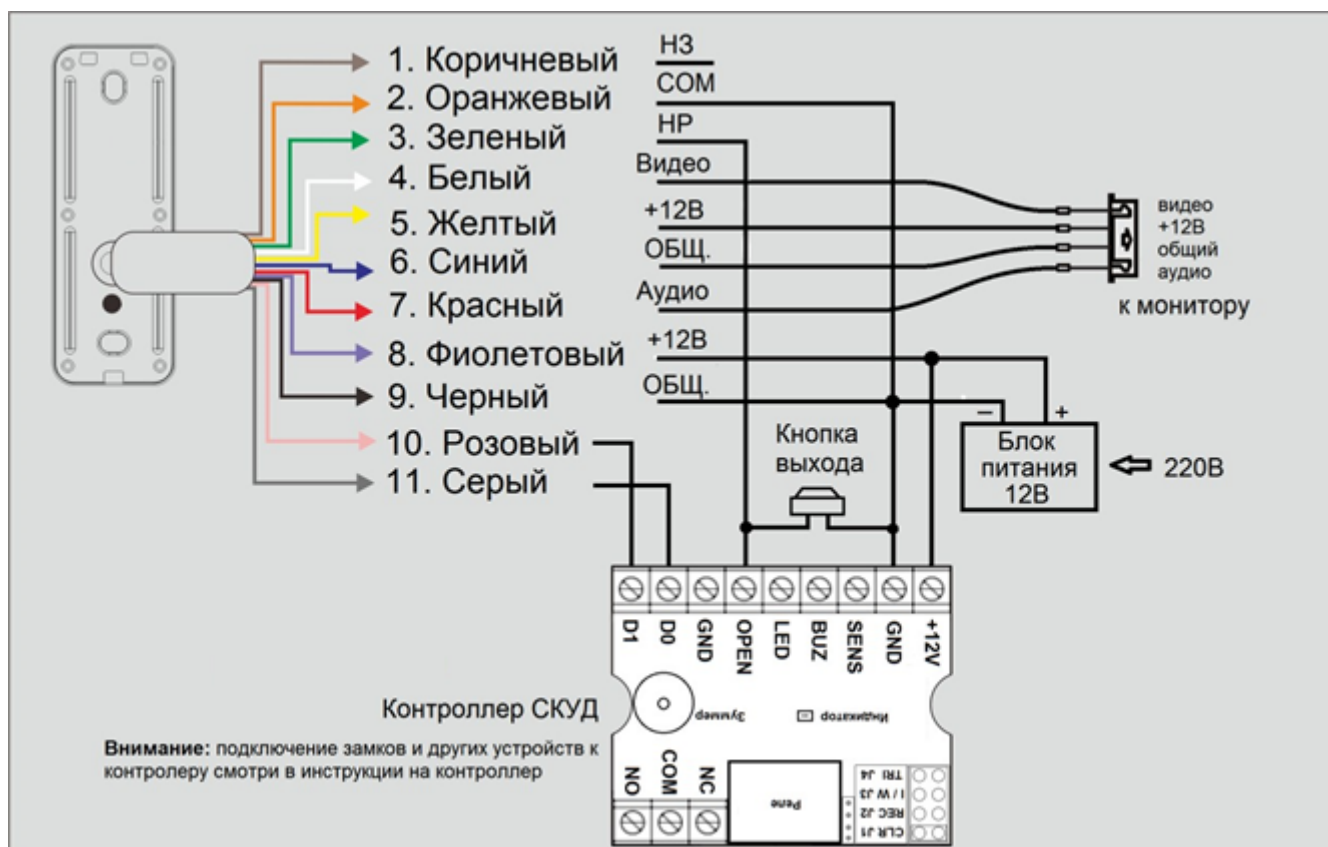 1. Коричневый
2. Оранжевый
3. Зеленый
4. Белый
5. Желтый
6. Синий
7. Красный
8. Фиолетовый
9. Черный
10. Розовый
11. Серый
НЗ
COM
НР
Видео
+12В
ОБЩ.
Аудио
+12В
ОБЩ.
видео
+12В
общий
аудио
к монитору
– +
Блок
питания
12В
220В
Кнопка
выхода
D1
D0
GND
OPEN
LED
BUZ
SENS
GND
+12V
Зуммер
Индикатор
Контроллер СКУД
Внимание: подключение замков и других устройств к
контролеру смотри в инструкции на контроллер
NO
COM
NC
Реле
TRI J4
I / W J3
REC J2
CLR J1